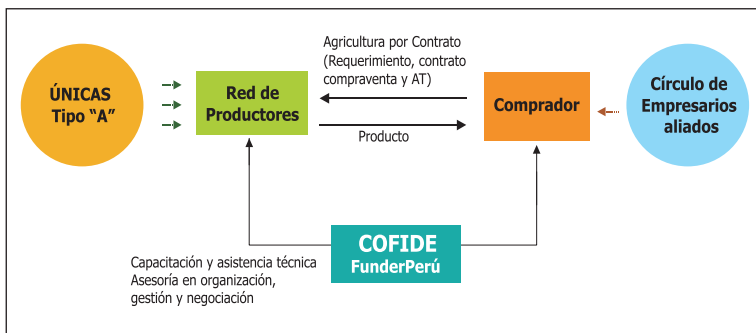 ÚNICAS
Tipo “A”
Red de
Productores
Agricultura por Contrato
(Requerimiento, contrato
compraventa y AT)
Producto
Comprador
Círculo de
Empresarios
aliados
COFIDE
FunderPerú
Capacitación y asistencia técnica
Asesoría en organización,
gestión y negociación